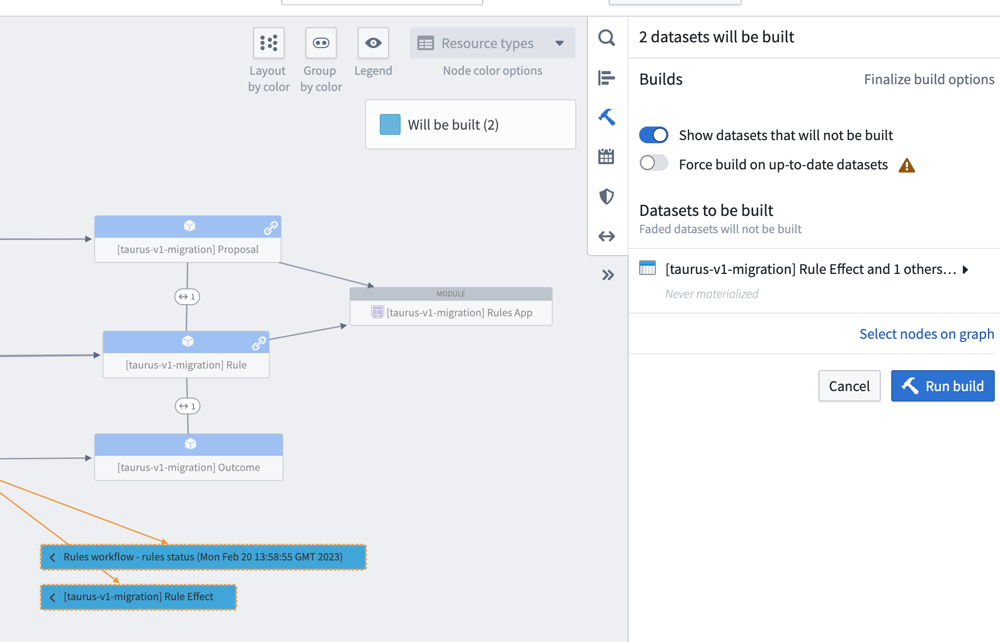 Layout
by color
Group
by color
Legend
Resource types
Node color options
Will be built (2)
[taurus-v1-migration] Proposal
1
MODULE
[taurus-v1-migration] Rules App
[taurus-v1-migration] Rule
1
[taurus-v1-migration] Outcome
Rules workflow - rules status (Mon Feb 20 13:58:55 GMT 2023)
[taurus-v1-migration] Rule Effect
2 datasets will be built
Builds
Finalize build options
Show datasets that will not be built
Force build on up-to-date datasets
Datasets to be built
Faded datasets will not be built
[taurus-v1-migration] Rule Effect and 1 others...
Never materialized
Select nodes on graph
Cancel
Run build